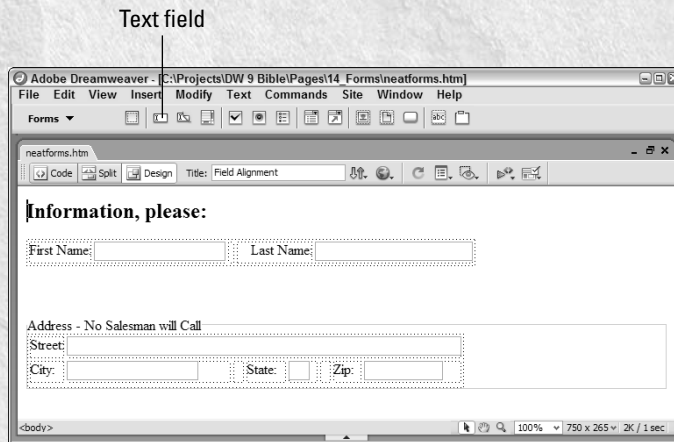 Text field
Adobe Dreamweaver - [C:\Projects\DW 9 Bible\Pages\14_Forms\neatforms.htm]
File Edit View Insert Modify Text Commands Site Window Help
Forms abc
neatforms.htm
Code Split Design Title: Field Alignment
Information, please:
First Name: Last Name:
Address - No Salesman will Call
Street:
City: State: Zip:
<body> 100% 750 x 265 2K / 1 sec